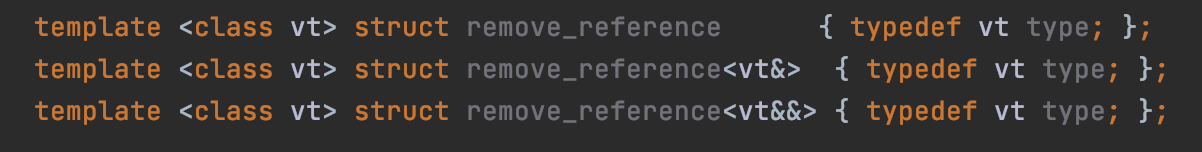 template <class vt> struct remove_reference      { typedef vt type; };
template <class vt> struct remove_reference<vt&>  { typedef vt type; };
template <class vt> struct remove_reference<vt&&> { typedef vt type; };